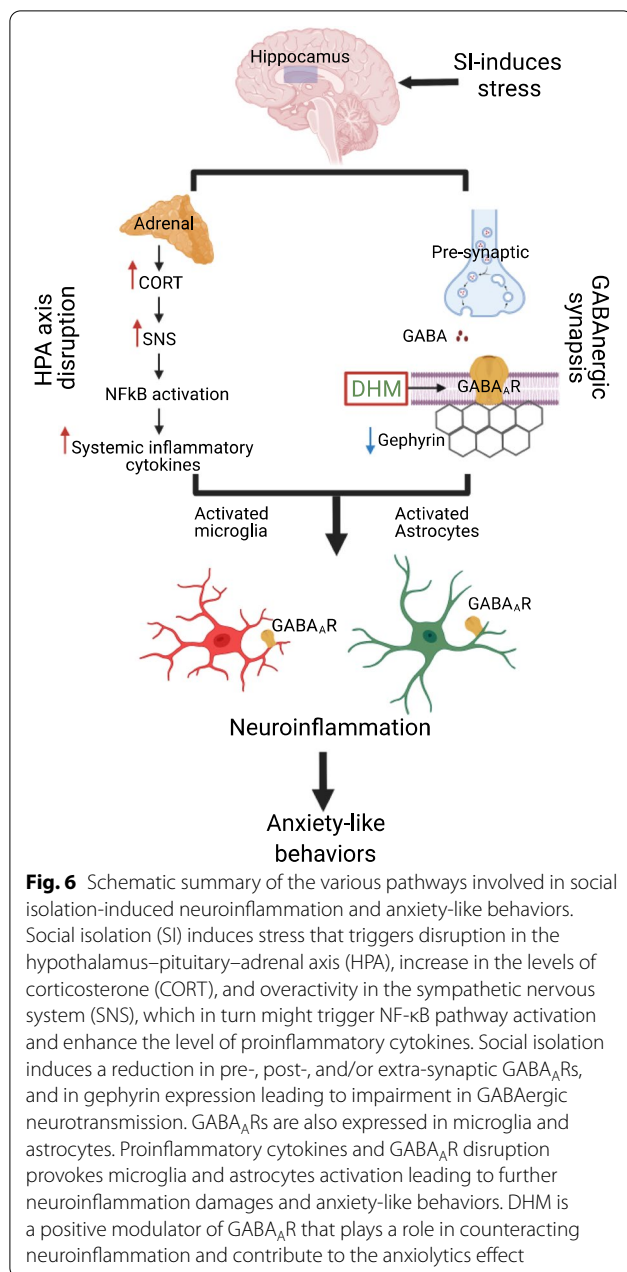 Hippocampus
SI-induces
stress
Adrenal
CORT
SNS
NFkB activation
Systemic inflammatory
cytokines
HPA axis
disruption
Pre-synaptic
GABA
DHM
GABAAR
Gephyrin
GABAnergic
synapsis
Activated
microglia
Activated
Astrocytes
GABAAR
GABAAR
Neuroinflammation
Anxiety-like
behaviors
Fig. 6 Schematic summary of the various pathways involved in social
isolation-induced neuroinflammation and anxiety-like behaviors.
Social isolation (SI) induces stress that triggers disruption in the
hypothalamus–pituitary–adrenal axis (HPA), increase in the levels of
corticosterone (CORT), and overactivity in the sympathetic nervous
system (SNS), which in turn might trigger NF-κB pathway activation
and enhance the level of proinflammatory cytokines. Social isolation
induces a reduction in pre-, post-, and/or extra-synaptic GABAARs,
and in gephyrin expression leading to impairment in GABAergic
neurotransmission. GABAARs are also expressed in microglia and
astrocytes. Proinflammatory cytokines and GABAAR disruption
provokes microglia and astrocytes activation leading to further
neuroinflammation damages and anxiety-like behaviors. DHM is
a positive modulator of GABAAR that plays a role in counteracting
neuroinflammation and contribute to the anxiolytics effect